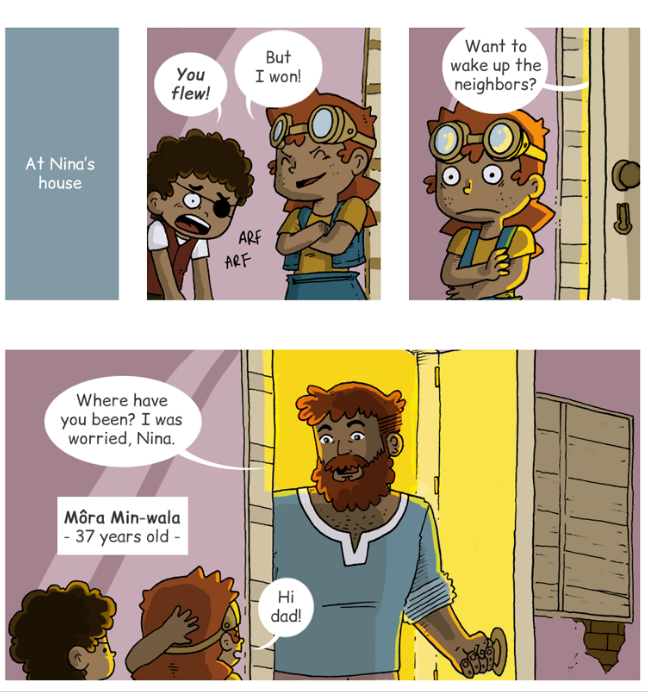 At Nina's
house
You
flew!
But
I won!
ARF
ARF
Want to
wake up the
neighbors?
Where have
you been? I was
worried, Nina.
Môra Min-wala
- 37 years old -
Hi
dad!